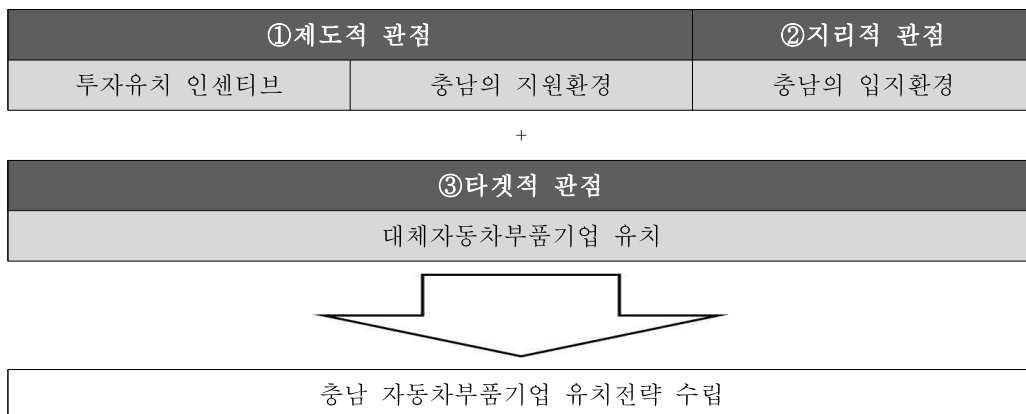 ①제도적 관점 ②지리적 관점
투자유치 인센티브 충남의 지원환경 충남의 입지환경
+
③타겟적 관점
대체자동차부품기업 유치
충남 자동차부품기업 유치전략 수립